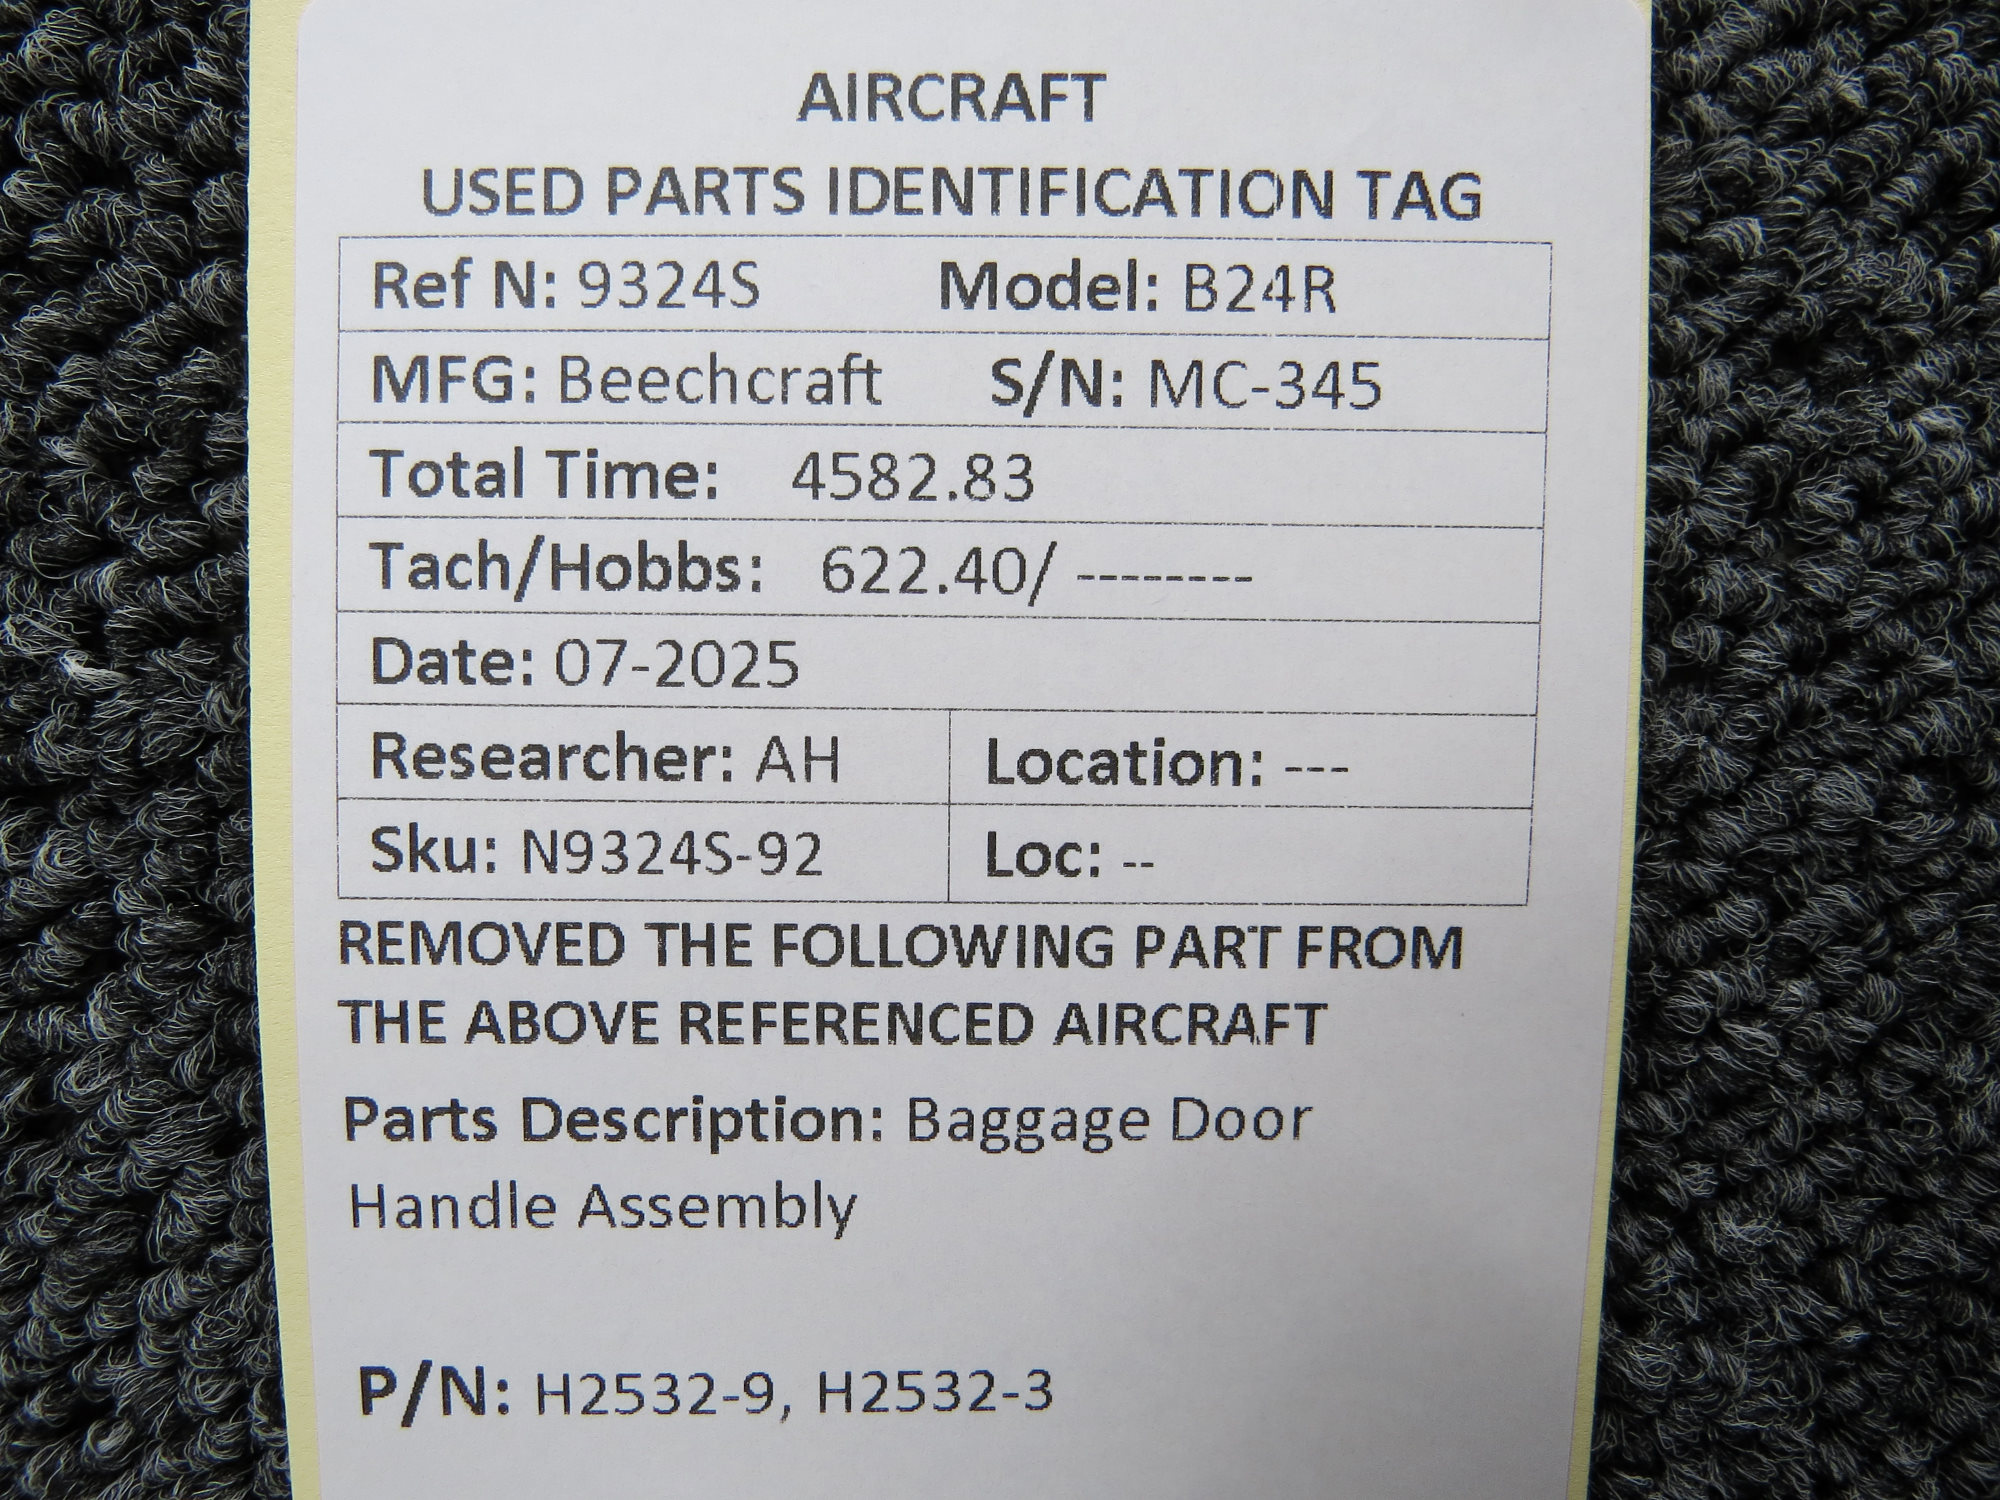 AIRCRAFT
USED PARTS IDENTIFICATION TAG
Ref N: 9324S Model: B24R
MFG: Beechcraft S/N: MC-345
Total Time: 4582.83
Tach/Hobbs: 622.40/ --------
Date: 07-2025
Researcher: AH Location: ---
Sku: N9324S-92 Loc: --
REMOVED THE FOLLOWING PART FROM
THE ABOVE REFERENCED AIRCRAFT
Parts Description: Baggage Door
Handle Assembly
P/N: H2532-9, H2532-3